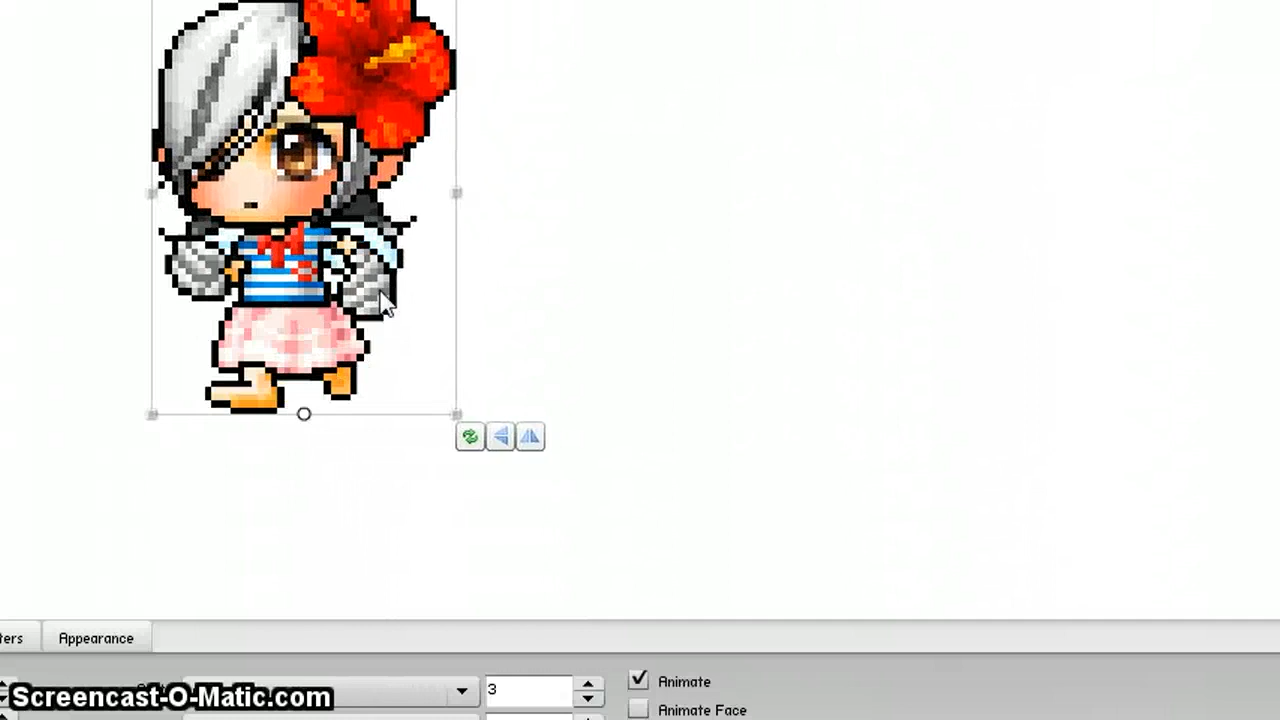 ters Appearance
3 Animate
Screencast-O-Matic.com
Animate Face